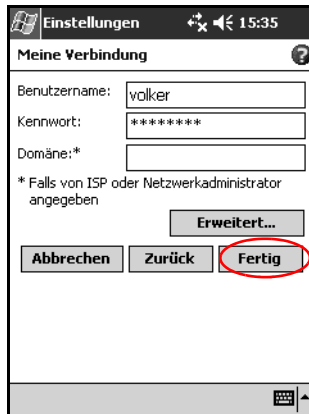 Einstellungen 15:35
Meine Verbindung
Benutzername: volker
Kennwort: ********
Domäne:*
* Falls von ISP oder Netzwerkadministrator
angegeben
Erweitert...
Abbrechen Zurück Fertig